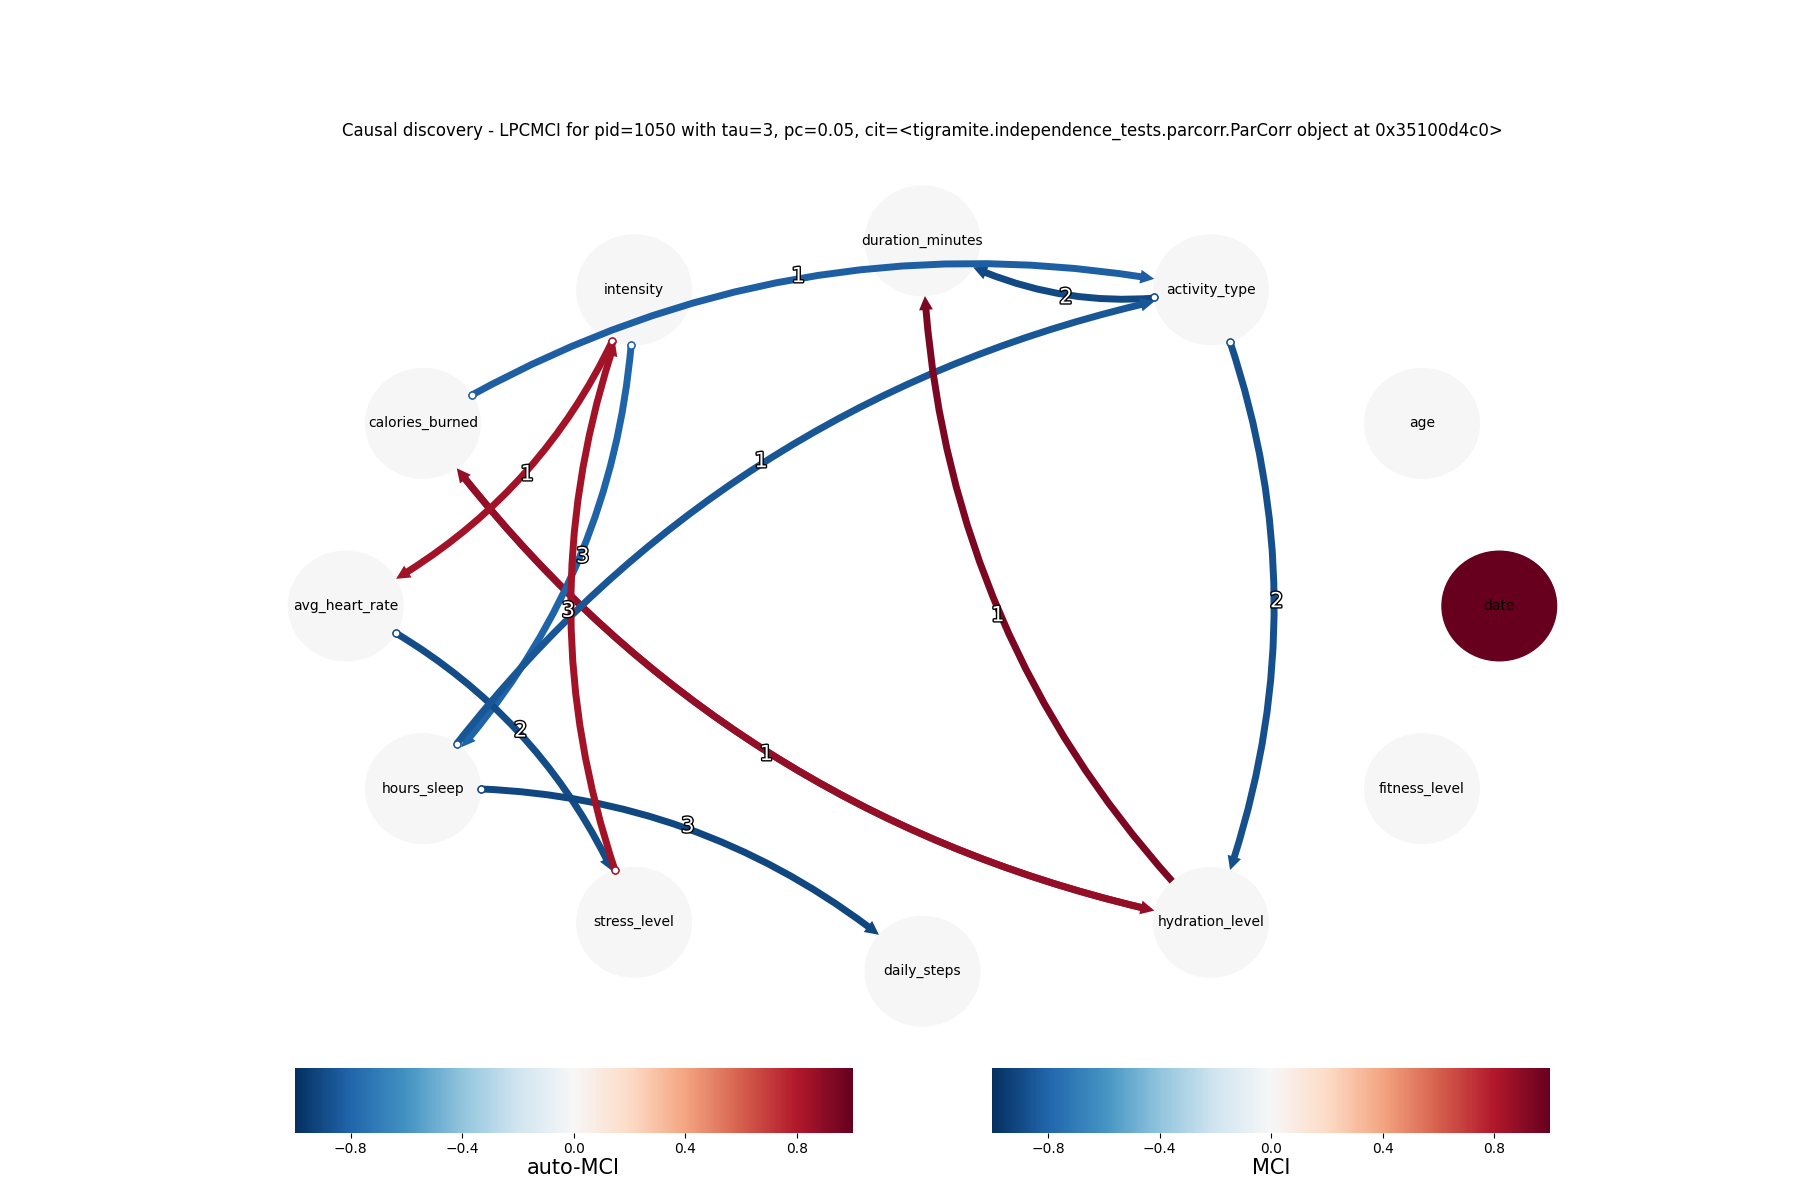 Causal discovery - LPCMCI for pid=1050 with tau=3, pc=0.05, cit=<tigramite.independence_tests.parcorr.ParCorr object at 0x35100d4c0>
duration_minutes
intensity
activity_type
1
2
calories_burned
age
1
1
3
2
avg_heart_rate
3
1
date
2
1
hours_sleep
3
fitness_level
stress_level
hydration_level
daily_steps
−0.8 −0.4 0.0 0.4 0.8
auto-MCI
−0.8 −0.4 0.0 0.4 0.8
MCI